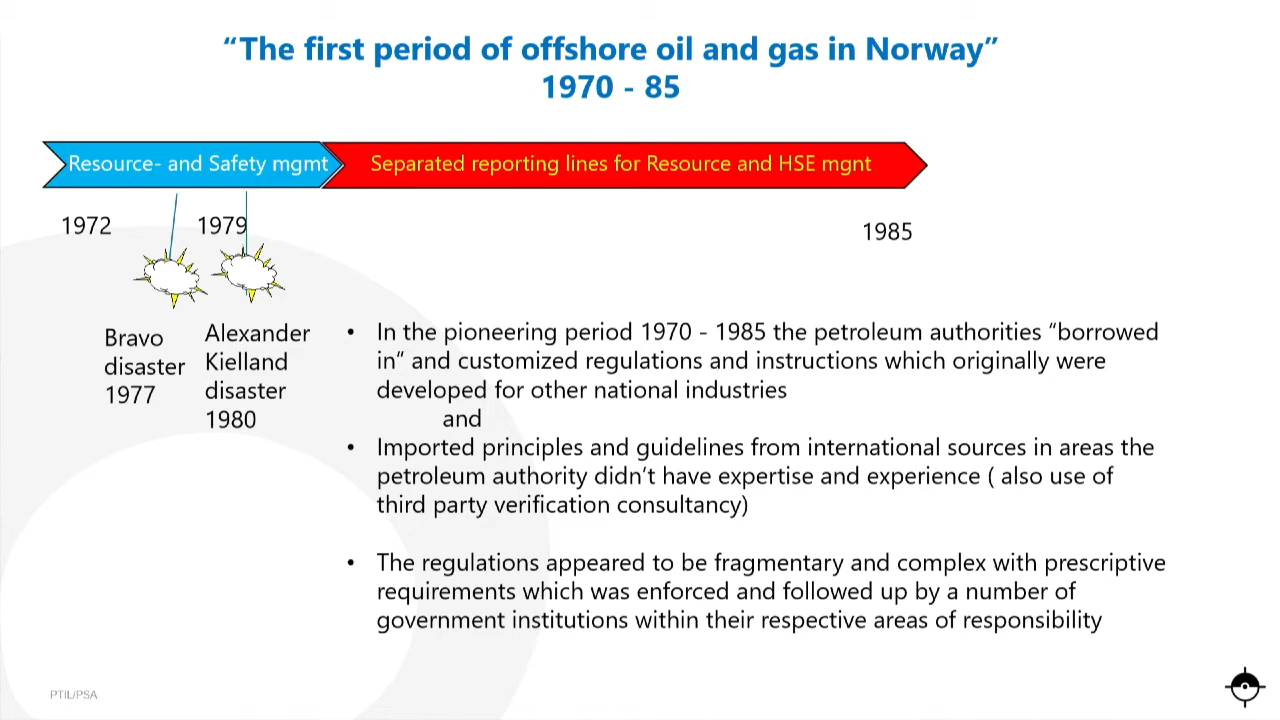 “The first period of offshore oil and gas in Norway”
1970 - 85
Resource- and Safety mgmt
Separated reporting lines for Resource and HSE mgnt
1972
1979
1985
Bravo
disaster
1977
Alexander
Kielland
disaster
1980
• In the pioneering period 1970 - 1985 the petroleum authorities “borrowed
in“ and customized regulations and instructions which originally were
developed for other national industries
and
• Imported principles and guidelines from international sources in areas the
petroleum authority didn’t have expertise and experience ( also use of
third party verification consultancy)
• The regulations appeared to be fragmentary and complex with prescriptive
requirements which was enforced and followed up by a number of
government institutions within their respective areas of responsibility
PTIL/PSA